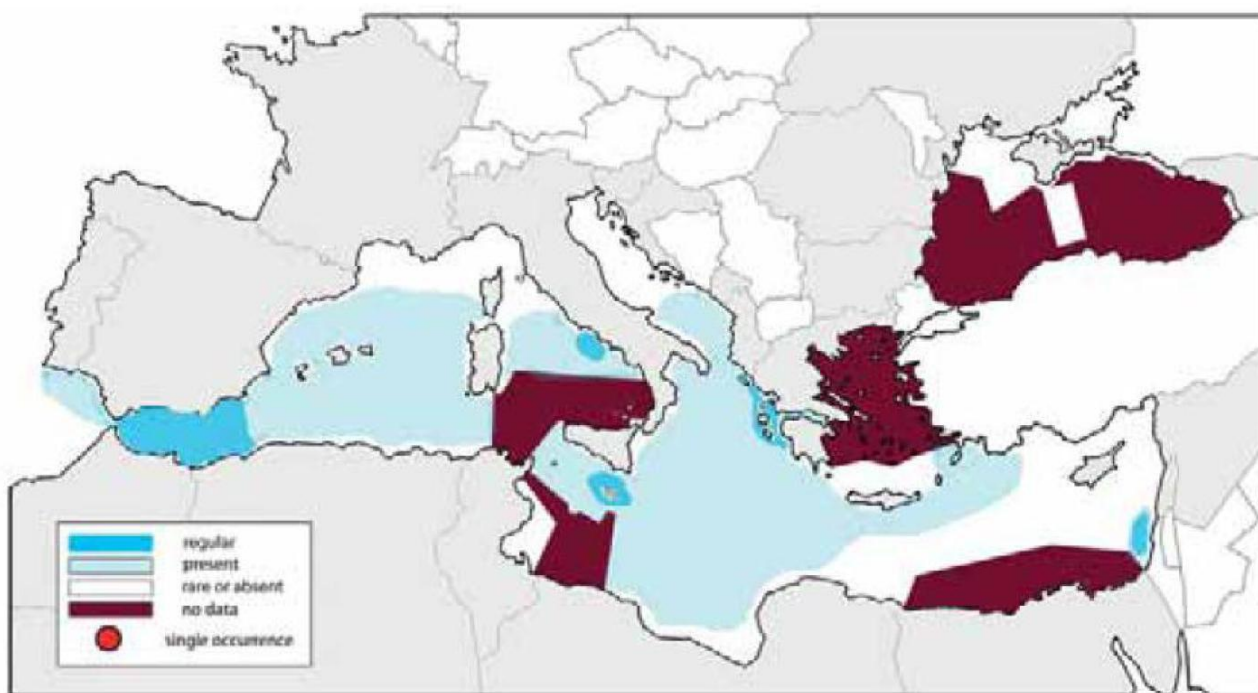 regular
present
rare or absent
no data
single occurrence